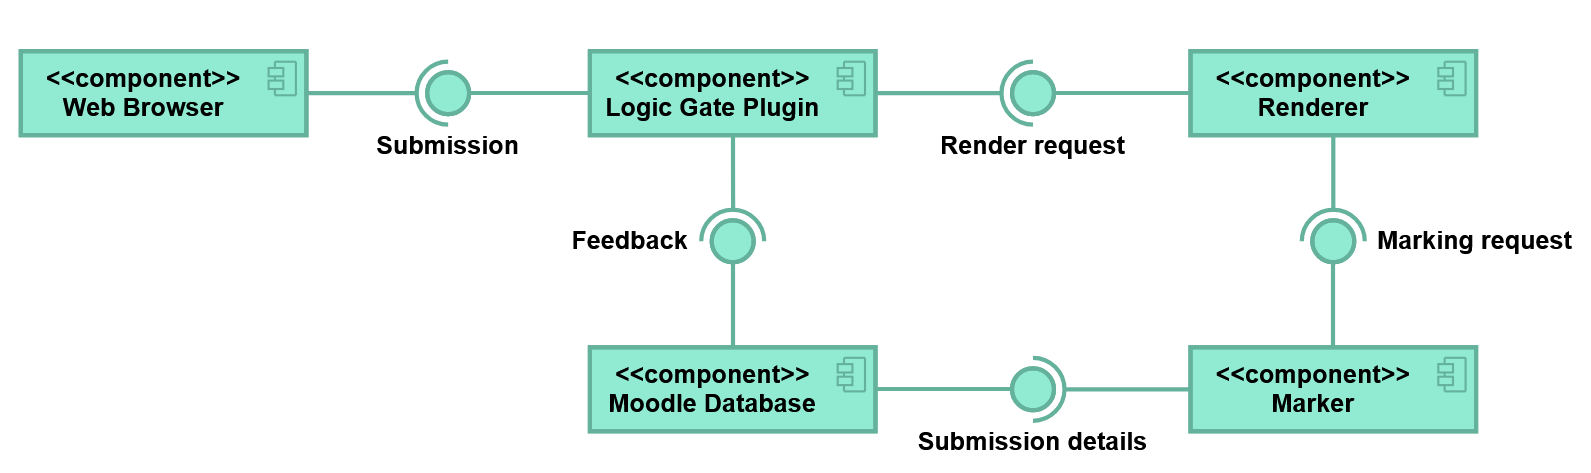 <<component>>
Web Browser
<<component>>
Logic Gate Plugin
<<component>>
Renderer
Submission
Render request
Feedback
Marking request
<<component>>
Moodle Database
<<component>>
Marker
Submission details